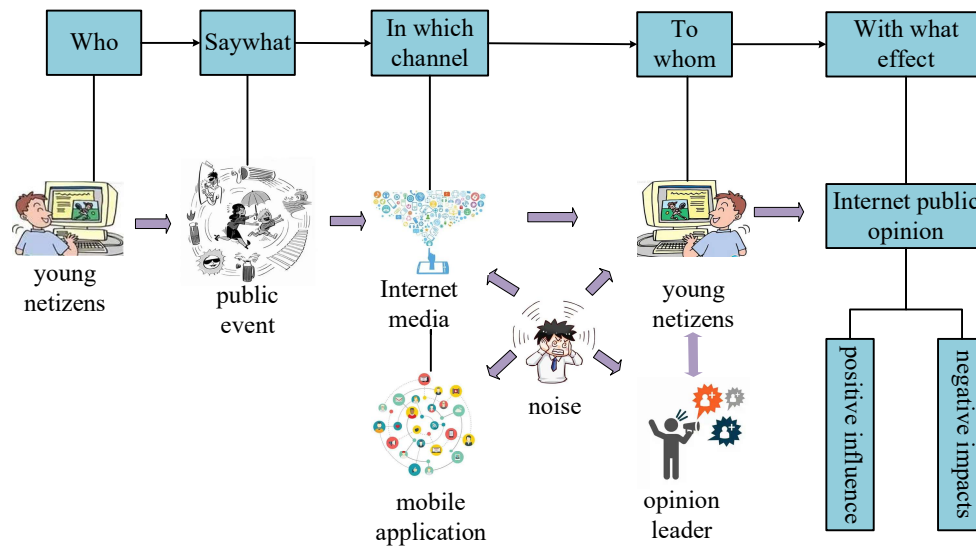 Who
Saywhat
In which
channel
To
whom
With what
effect
young
netizens
public
event
Internet
media
noise
young
netizens
Internet public
opinion
mobile
application
opinion
leader
positive influence
negative impacts